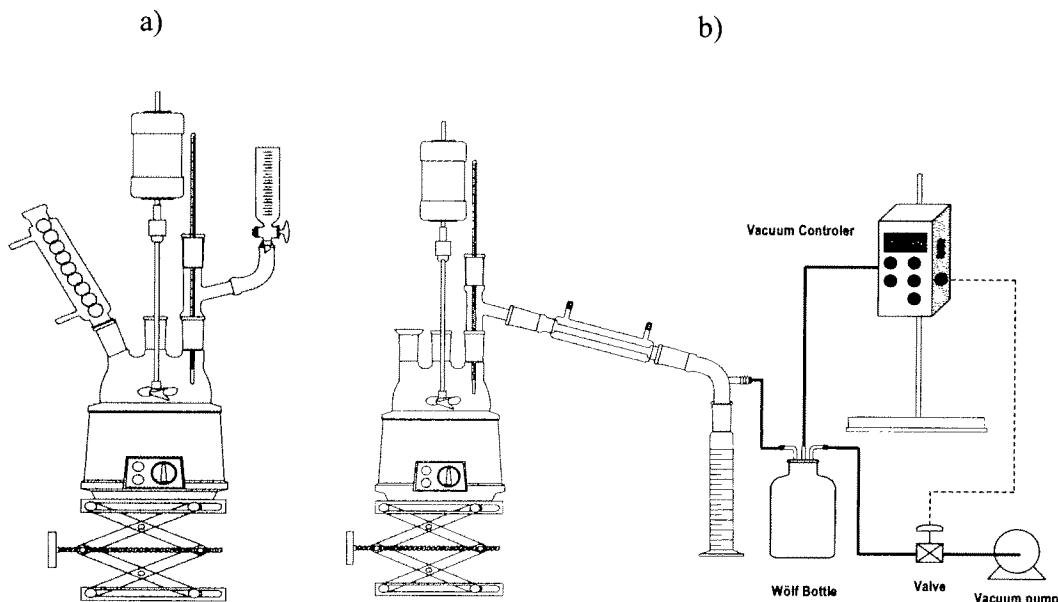 a)
b)
Vacuum Controler
Wölf Bottle
Valve
Vacuum pump